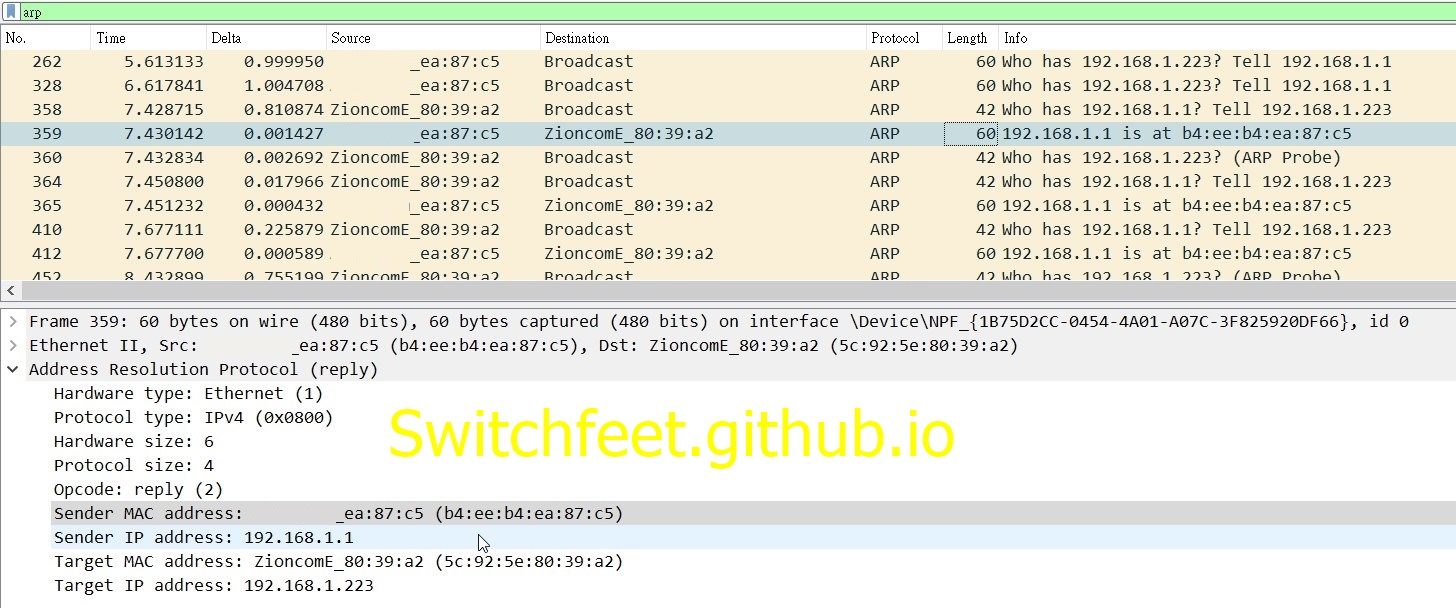 arp
No. Time Delta Source Destination Protocol Length Info
262 5.613133 0.999950 _ea:87:c5 Broadcast ARP 60 Who has 192.168.1.223? Tell 192.168.1.1
328 6.617841 1.004708 _ea:87:c5 Broadcast ARP 60 Who has 192.168.1.223? Tell 192.168.1.1
358 7.428715 0.810874 ZioncomE_80:39:a2 Broadcast ARP 42 Who has 192.168.1.1? Tell 192.168.1.223
359 7.430142 0.001427 _ea:87:c5 ZioncomE_80:39:a2 ARP 60 192.168.1.1 is at b4:ee:b4:ea:87:c5
360 7.432834 0.002692 ZioncomE_80:39:a2 Broadcast ARP 42 Who has 192.168.1.223? (ARP Probe)
364 7.450800 0.017966 ZioncomE_80:39:a2 Broadcast ARP 42 Who has 192.168.1.1? Tell 192.168.1.223
365 7.451232 0.000432 _ea:87:c5 ZioncomE_80:39:a2 ARP 60 192.168.1.1 is at b4:ee:b4:ea:87:c5
410 7.677111 0.225879 ZioncomE_80:39:a2 Broadcast ARP 42 Who has 192.168.1.1? Tell 192.168.1.223
412 7.677700 0.000589 _ea:87:c5 ZioncomE_80:39:a2 ARP 60 192.168.1.1 is at b4:ee:b4:ea:87:c5
452 8.432899 0.755199 ZioncomE_80:39:a2 Broadcast ARP 42 Who has 192.168.1.223? (ARP Probe)
Frame 359: 60 bytes on wire (480 bits), 60 bytes captured (480 bits) on interface \Device\NPF_{1B75D2CC-0454-4A01-A07C-3F825920DF66}, id 0
Ethernet II, Src: _ea:87:c5 (b4:ee:b4:ea:87:c5), Dst: ZioncomE_80:39:a2 (5c:92:5e:80:39:a2)
Address Resolution Protocol (reply)
Hardware type: Ethernet (1)
Protocol type: IPv4 (0x0800)
Switchfeet.github.io
Hardware size: 6
Protocol size: 4
Opcode: reply (2)
Sender MAC address: _ea:87:c5 (b4:ee:b4:ea:87:c5)
Sender IP address: 192.168.1.1
Target MAC address: ZioncomE_80:39:a2 (5c:92:5e:80:39:a2)
Target IP address: 192.168.1.223